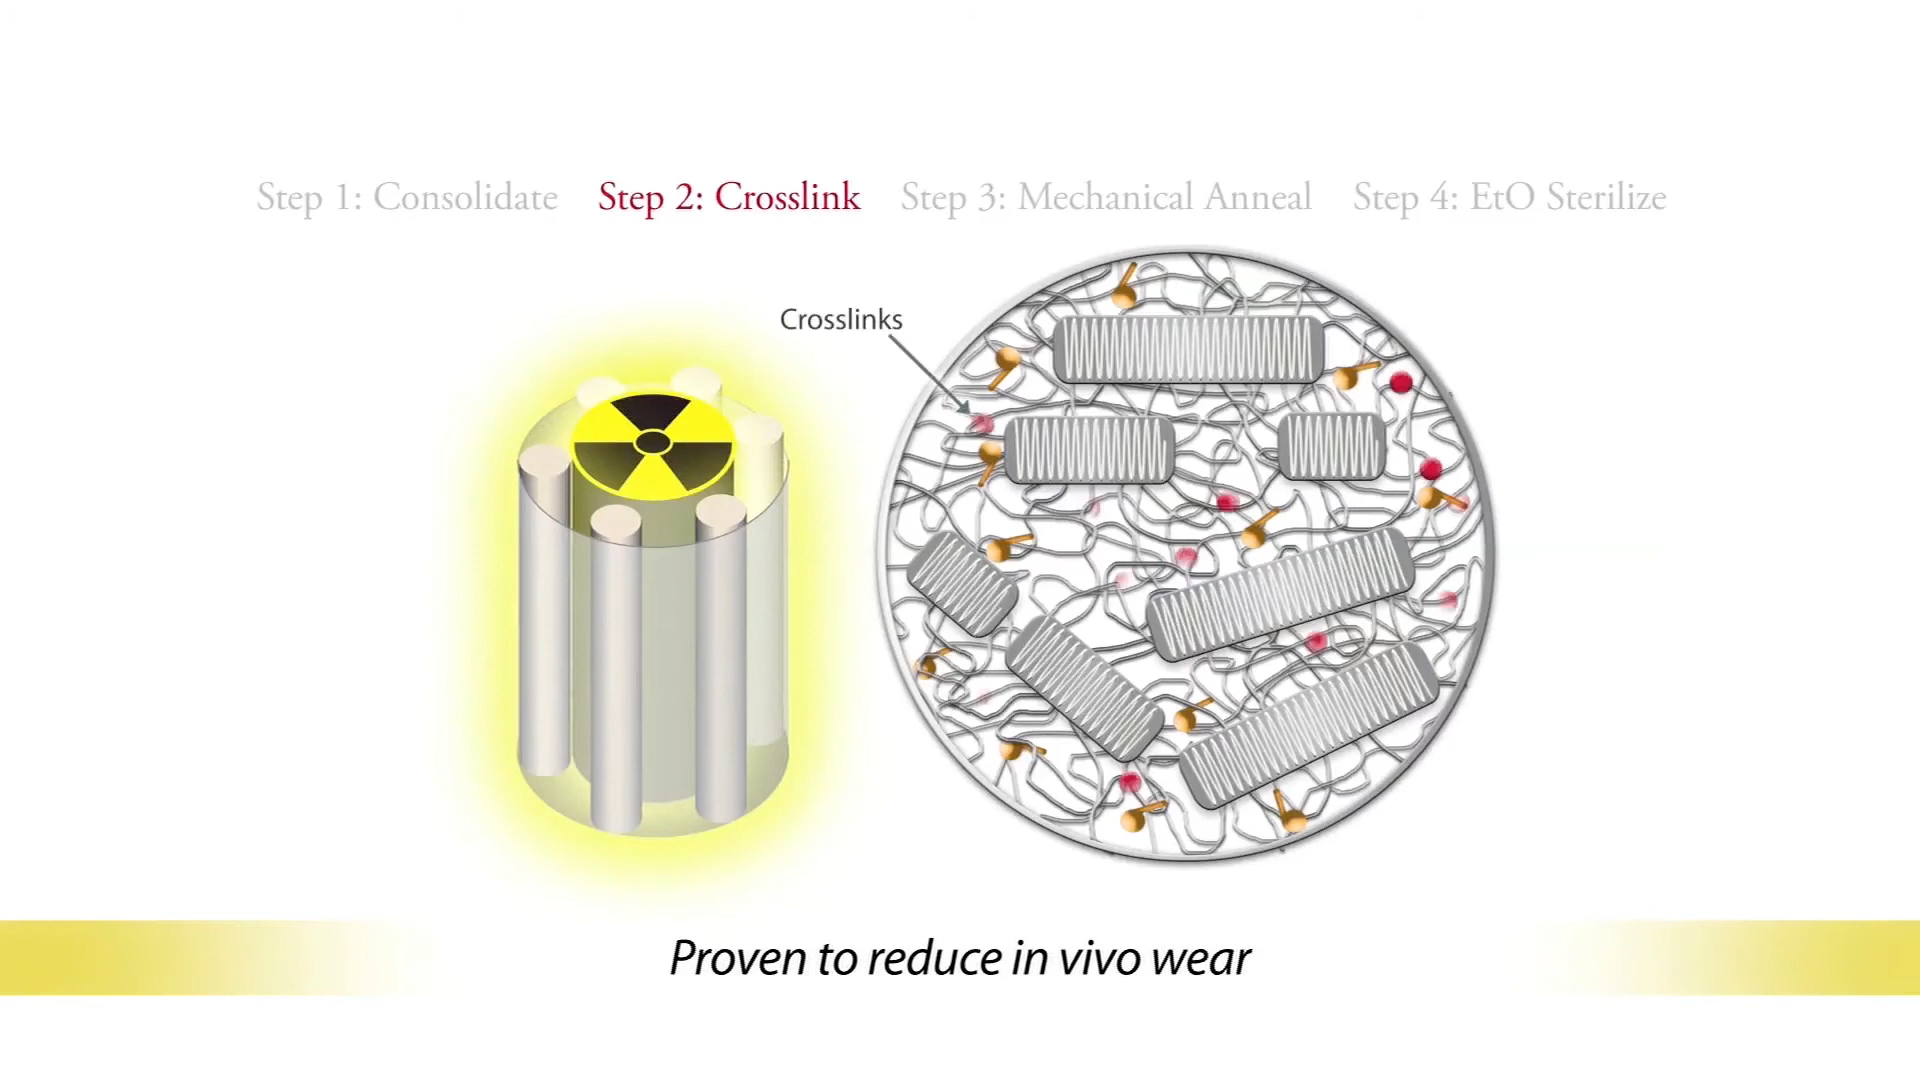 Step 1: Consolidate Step 2: Crosslink Step 3: Mechanical Anneal Step 4: EtO Sterilize
Crosslinks
Proven to reduce in vivo wear